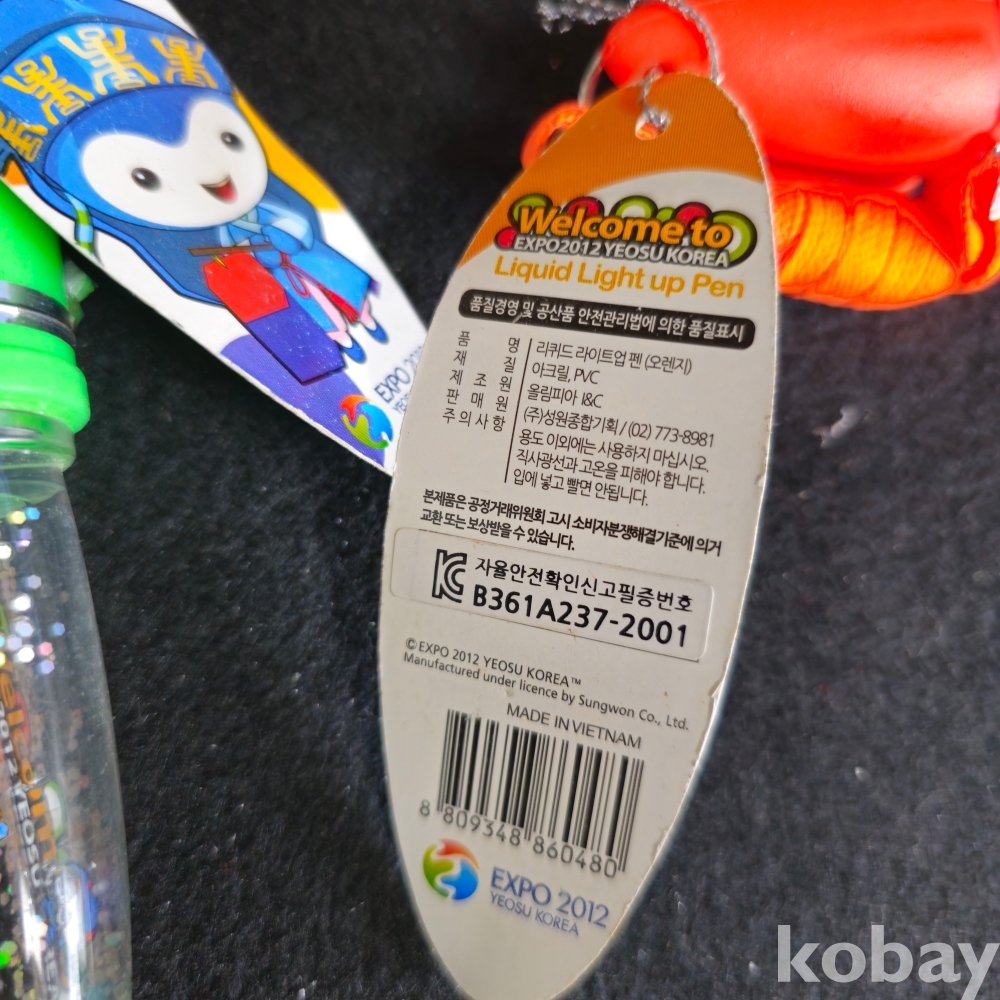 Welcome to
EXPO2012 YEOSU KOREA
Liquid Light up Pen
품질경영 및 공산품 안전관리법에 의한 품질표시
품 명 리퀴드 라이트업 펜 (오렌지)
재 질 아크릴, PVC
제 조 원 올림피아 I&C
판 매 원 (주)성원종합기획 / (02) 773-8981
주 의 사 항 용도 이외에는 사용하지 마십시오.
직사광선과 고온을 피해야 합니다.
입에 넣고 빨면 안됩니다.
본제품은 공정거래위원회 고시 소비자분쟁해결기준에 의거
교환 또는 보상받을 수 있습니다.
KC 자율안전확인신고필증번호
B361A237-2001
© EXPO 2012 YEOSU KOREA™
Manufactured under licence by Sungwon Co., Ltd.
MADE IN VIETNAM
8 809348 860480
EXPO 2012
YEOSU KOREA
EXPO
kobay